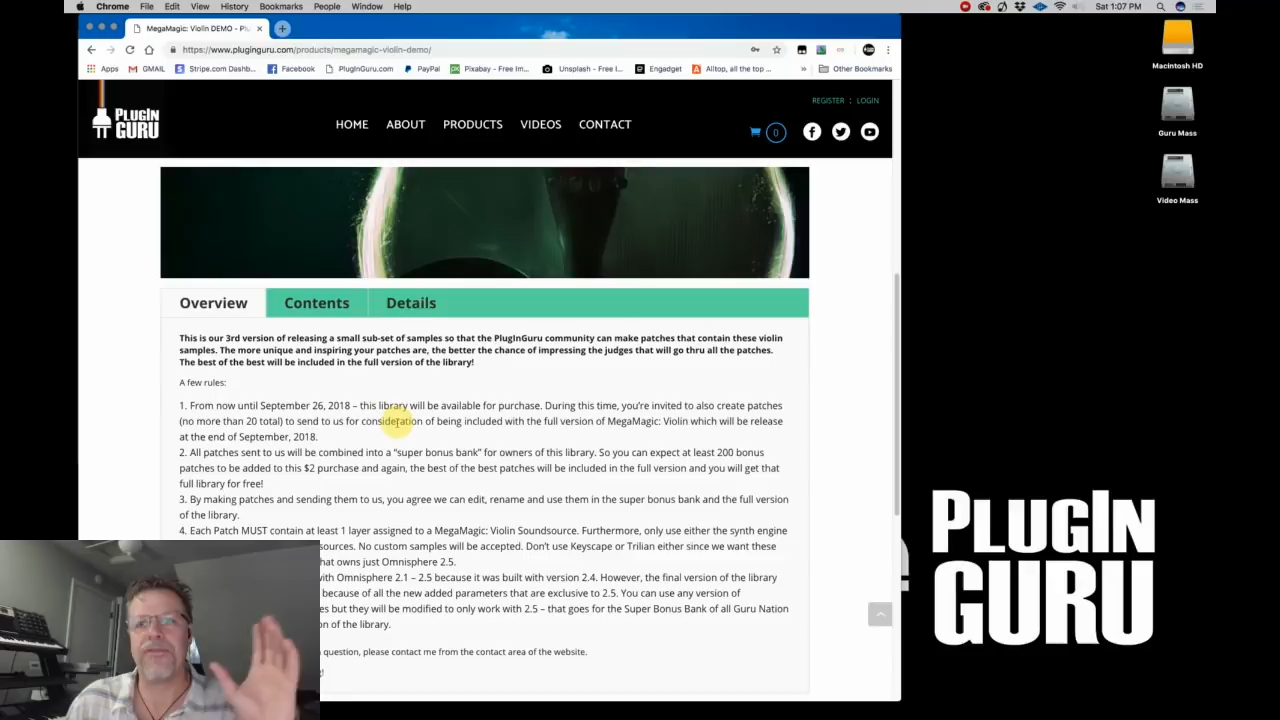 Chrome File Edit View History Bookmarks People Window Help
Sat 1:07 PM
MegaMagic: Violin DEMO - Plu
https://www.pluginguru.com/products/megamagic-violin-demo/
Apps GMAIL Stripe.com Dashb... Facebook PlugInGuru.com PayPal Pixabay - Free Im... Unsplash - Free I... Engadget Alltop, all the top ... » Other Bookmarks
Macintosh HD
Guru Mass
Video Mass
REGISTER : LOGIN
PLUGIN
GURU
HOME ABOUT PRODUCTS VIDEOS CONTACT
0
Overview Contents Details
This is our 3rd version of releasing a small sub-set of samples so that the PlugInGuru community can make patches that contain these violin
samples. The more unique and inspiring your patches are, the better the chance of impressing the judges that will go thru all the patches.
The best of the best will be included in the full version of the library!
A few rules:
1. From now until September 26, 2018 – this library will be available for purchase. During this time, you're invited to also create patches
(no more than 20 total) to send to us for consideration of being included with the full version of MegaMagic: Violin which will be release
at the end of September, 2018.
2. All patches sent to us will be combined into a "super bonus bank" for owners of this library. So you can expect at least 200 bonus
patches to be added to this $2 purchase and again, the best of the best patches will be included in the full version and you will get that
full library for free!
3. By making patches and sending them to us, you agree we can edit, rename and use them in the super bonus bank and the full version
of the library.
4. Each Patch MUST contain at least 1 layer assigned to a MegaMagic: Violin Soundsource. Furthermore, only use either the synth engine
ources. No custom samples will be accepted. Don't use Keyscape or Trilian either since we want these
hat owns just Omnisphere 2.5.
with Omnisphere 2.1 – 2.5 because it was built with version 2.4. However, the final version of the library
because of all the new added parameters that are exclusive to 2.5. You can use any version of
es but they will be modified to only work with 2.5 – that goes for the Super Bonus Bank of all Guru Nation
n of the library.
question, please contact me from the contact area of the website.
PLUGIN
GURU